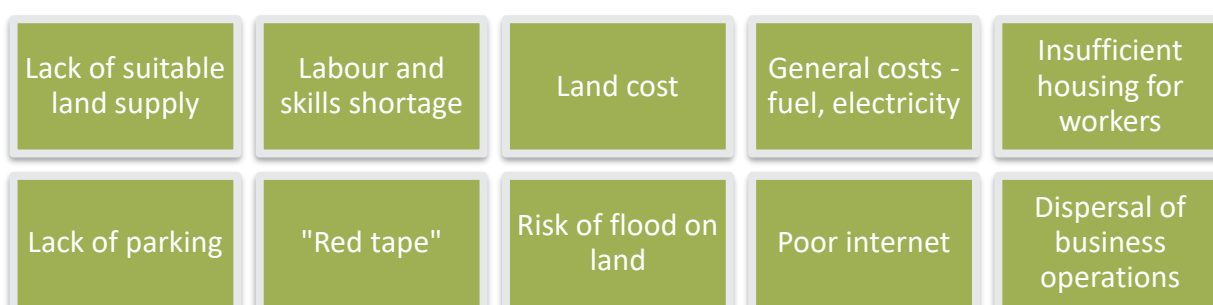 Lack of suitable
land supply
Labour and
skills shortage
Land cost
General costs -
fuel, electricity
Insufficient
housing for
workers
Lack of parking
"Red tape"
Risk of flood on
land
Poor internet
Dispersal of
business
operations